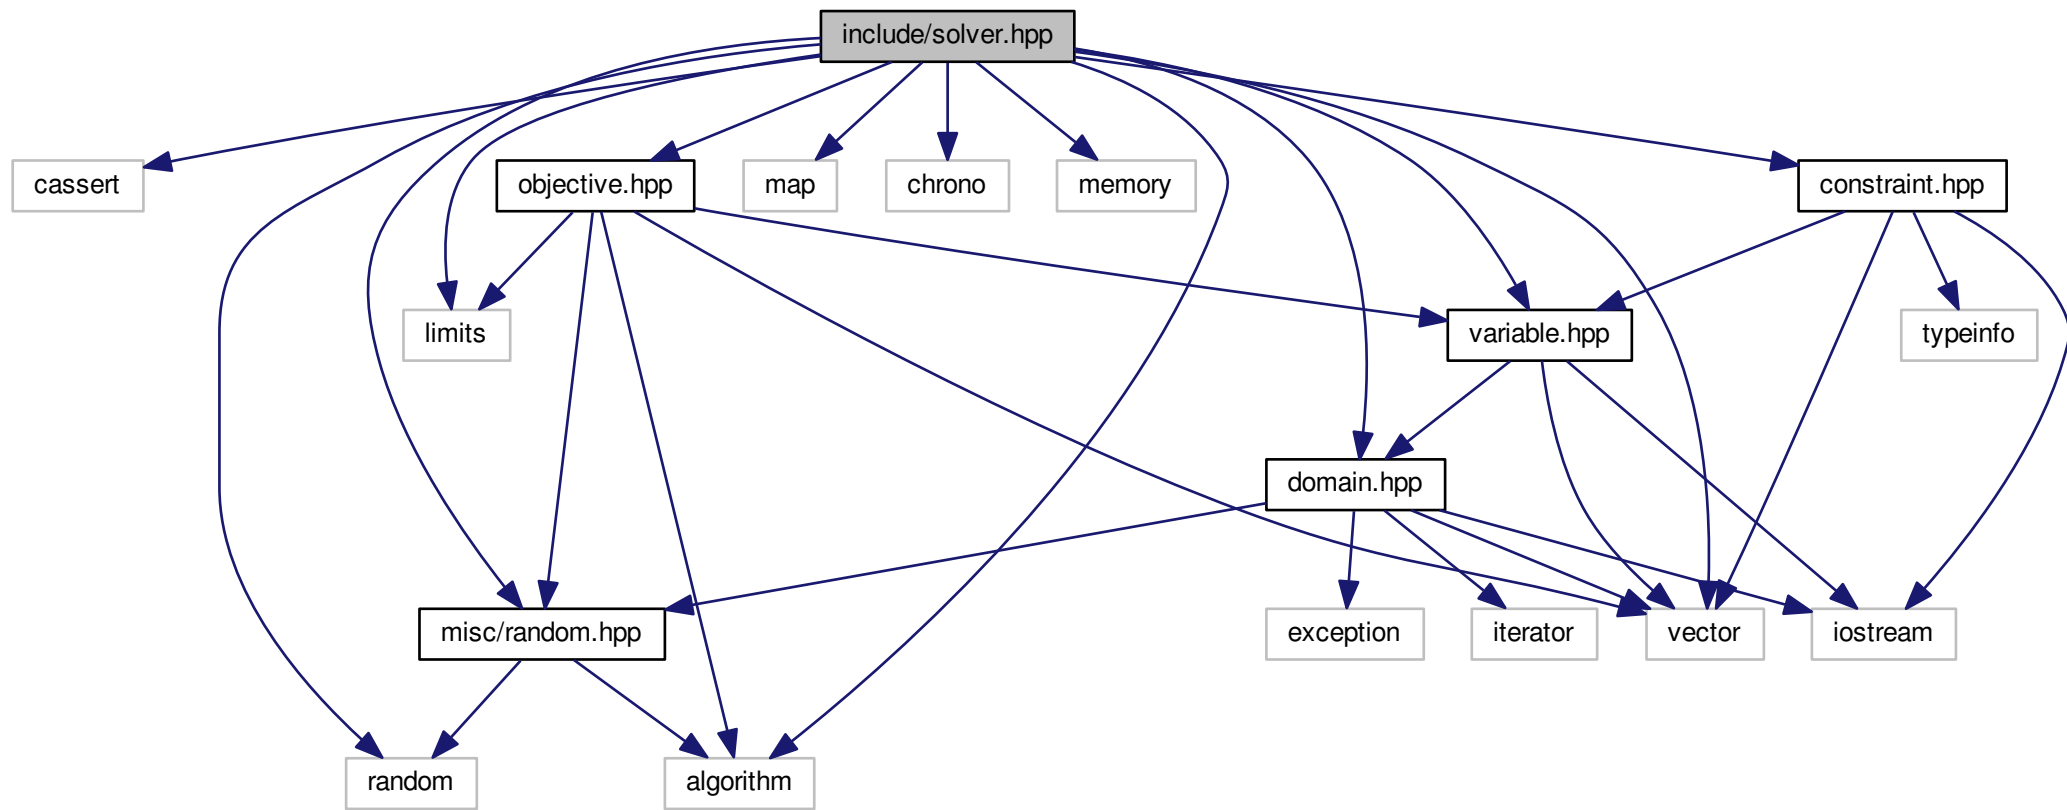 include/solver.hpp
cassert
objective.hpp
map
chrono
memory
constraint.hpp
limits
variable.hpp
typeinfo
domain.hpp
misc/random.hpp
exception
iterator
vector
iostream
random
algorithm